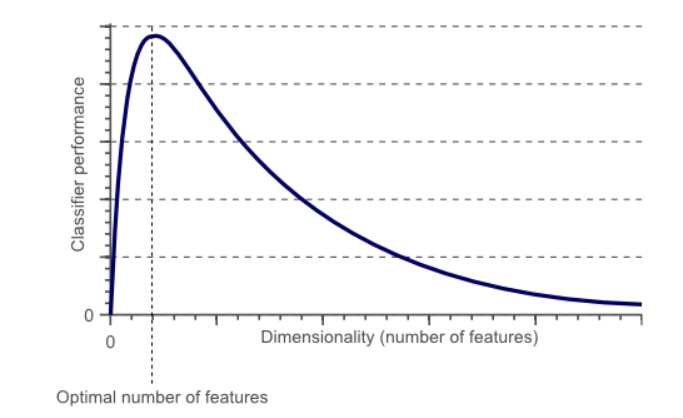 Classifier performance
0
0
Dimensionality (number of features)
Optimal number of features